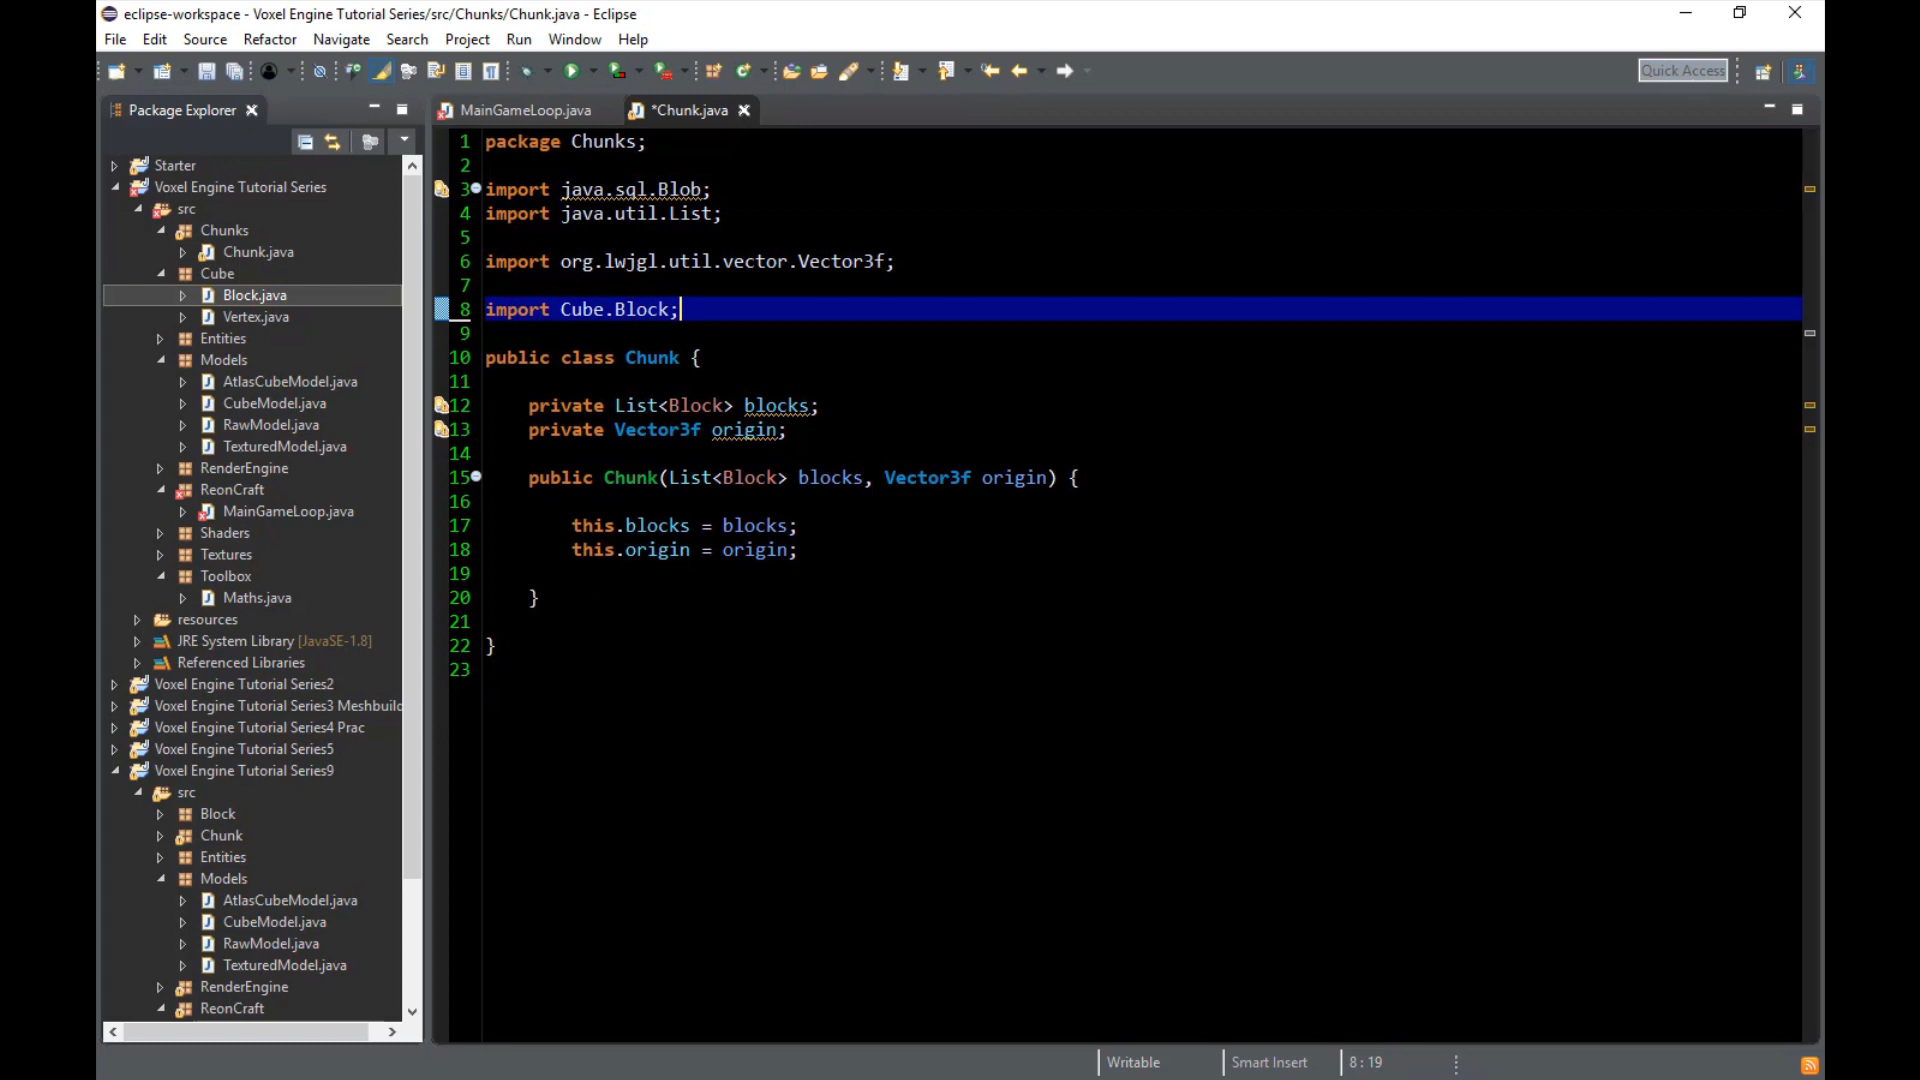 eclipse-workspace - Voxel Engine Tutorial Series/src/Chunks/Chunk.java - Eclipse
File Edit Source Refactor Navigate Search Project Run Window Help
Quick Access
Package Explorer
Starter
Voxel Engine Tutorial Series
src
Chunks
Chunk.java
Cube
Block.java
Vertex.java
Entities
Models
AtlasCubeModel.java
CubeModel.java
RawModel.java
TexturedModel.java
RenderEngine
ReonCraft
MainGameLoop.java
Shaders
Textures
Toolbox
Maths.java
resources
JRE System Library [JavaSE-1.8]
Referenced Libraries
Voxel Engine Tutorial Series2
Voxel Engine Tutorial Series3 Meshbuild
Voxel Engine Tutorial Series4 Prac
Voxel Engine Tutorial Series5
Voxel Engine Tutorial Series9
src
Block
Chunk
Entities
Models
AtlasCubeModel.java
CubeModel.java
RawModel.java
TexturedModel.java
RenderEngine
ReonCraft
MainGameLoop.java *Chunk.java
1 package Chunks;
2
3 import java.sql.Blob;
4 import java.util.List;
5
6 import org.lwjgl.util.vector.Vector3f;
7
8 import Cube.Block;
9
10 public class Chunk {
11
12 private List<Block> blocks;
13 private Vector3f origin;
14
15 public Chunk(List<Block> blocks, Vector3f origin) {
16
17 this.blocks = blocks;
18 this.origin = origin;
19
20 }
21
22 }
23
Writable Smart Insert 8 : 19